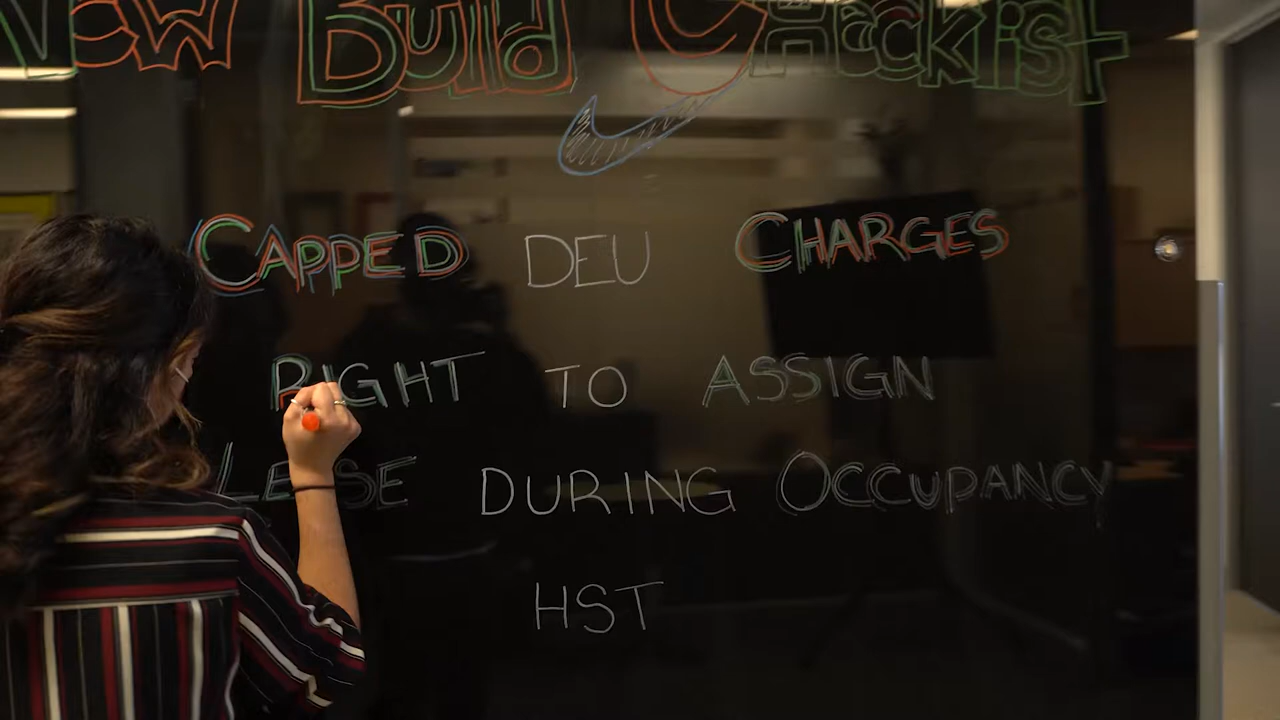 New Build Checklist
CAPPED DEU CHARGES
RIGHT TO ASSIGN
LEASE DURING OCCUPANCY
HST